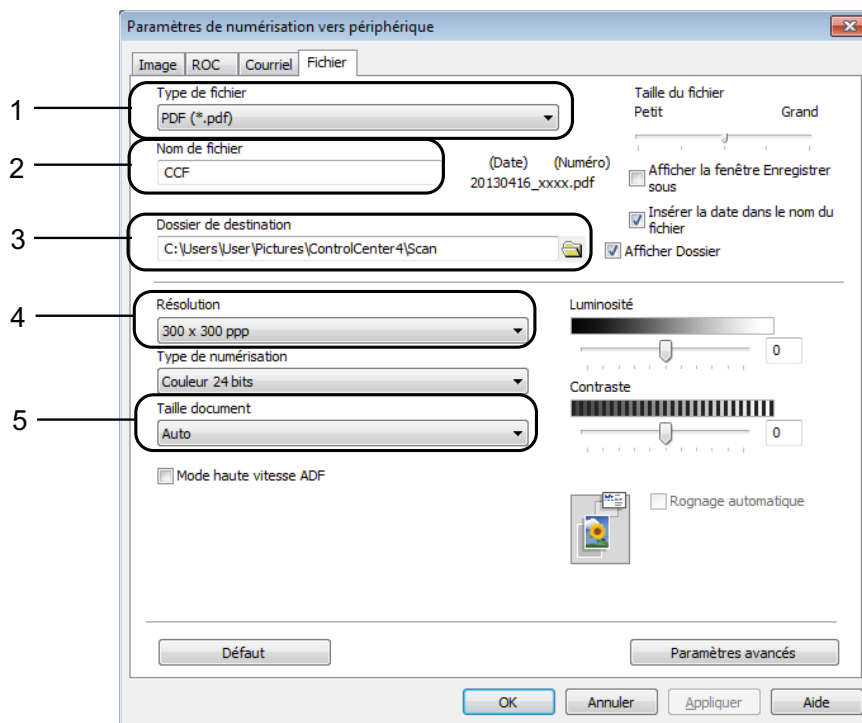 Paramètres de numérisation vers périphérique
Image ROC Courriel Fichier
1
Type de fichier
PDF (*.pdf)
2
Nom de fichier
CCF
(Date) (Numéro)
20130416_xxxx.pdf
3
Dossier de destination
C:\Users\User\Pictures\ControlCenter4\Scan
Taille du fichier
Petit Grand
Afficher la fenêtre Enregistrer
sous
Insérer la date dans le nom du
fichier
Afficher Dossier
4
Résolution
300 x 300 ppp
Type de numérisation
Couleur 24 bits
5
Taille document
Auto
Mode haute vitesse ADF
Luminosité
0
Contraste
0
Rognage automatique
Défaut
Paramètres avancés
OK Annuler Appliquer Aide